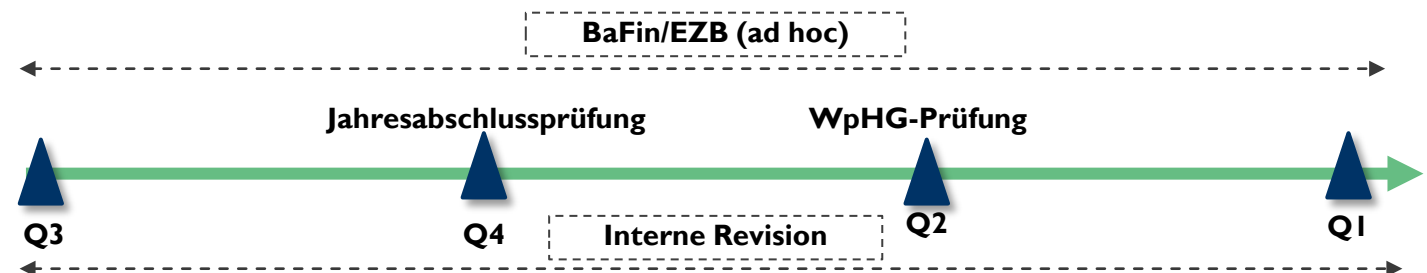 BaFin/EZB (ad hoc)
Jahresabschlussprüfung
WpHG-Prüfung
Q3
Q4
Q2
Q1
Interne Revision